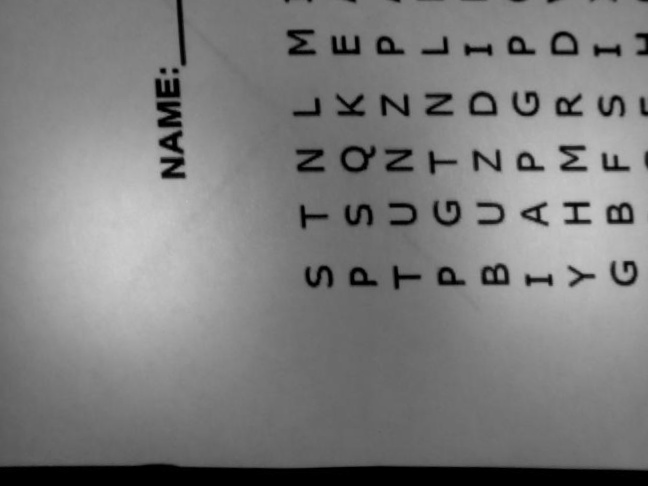 NAME:
S T N L M
P S Q K E
T U N Z P
P G T N L
B U Z D I
I A P G P
Y H M R D
G B F S I